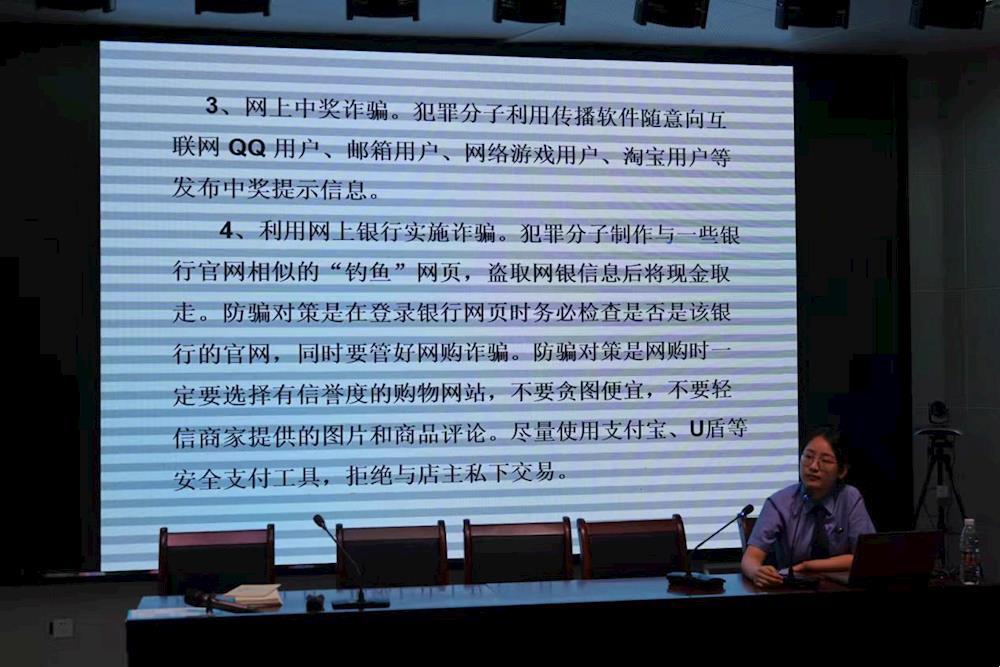 3、网上中奖诈骗。犯罪分子利用传播软件随意向互
联网 QQ 用户、邮箱用户、网络游戏用户、淘宝用户等
发布中奖提示信息。
4、利用网上银行实施诈骗。犯罪分子制作与一些银
行官网相似的“钓鱼”网页，盗取网银信息后将现金取
走。防骗对策是在登录银行网页时务必检查是否是该银
行的官网，同时要管好网购诈骗。防骗对策是网购时一
定要选择有信誉度的购物网站，不要贪图便宜，不要轻
信商家提供的图片和商品评论。尽量使用支付宝、U盾等
安全支付工具，拒绝与店主私下交易。